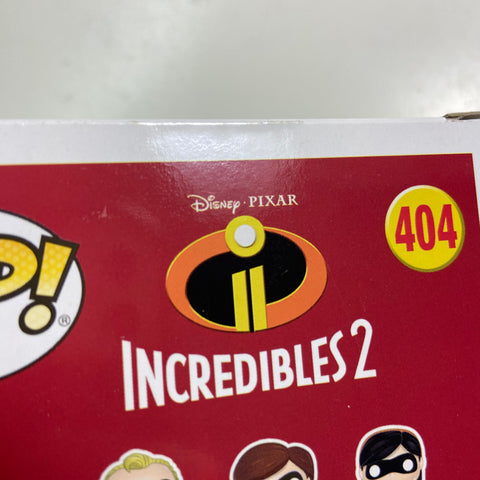 Disney · PIXAR
404
!
®
INCREDIBLES 2